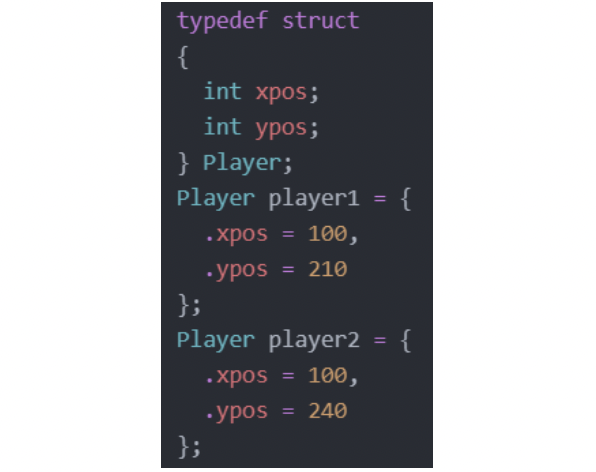 typedef struct
{
  int xpos;
  int ypos;
} Player;
Player player1 = {
  .xpos = 100,
  .ypos = 210
};
Player player2 = {
  .xpos = 100,
  .ypos = 240
};